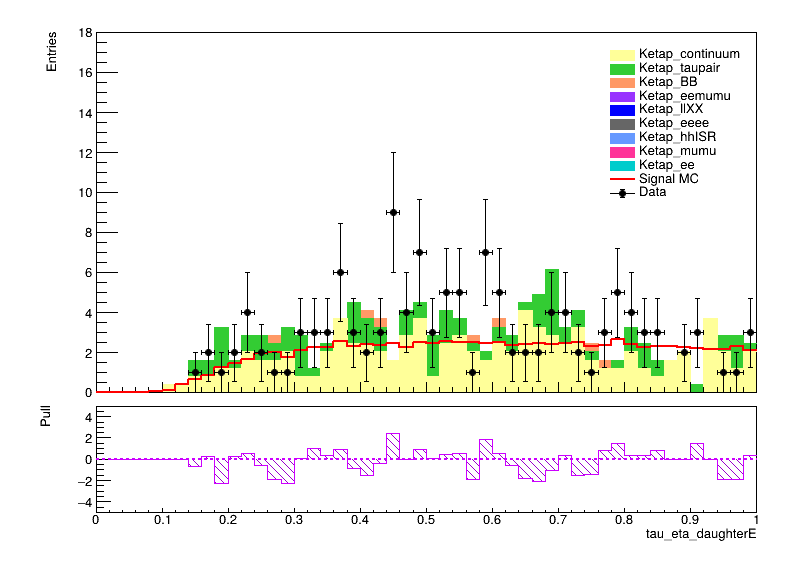 Entries
18
16
14
12
10
8
6
4
2
0
Ketap_continuum
Ketap_taupair
Ketap_BB
Ketap_eemumu
Ketap_llXX
Ketap_eeee
Ketap_hhISR
Ketap_mumu
Ketap_ee
Signal MC
Data
Pull
4
2
0
−2
−4
0 0.1 0.2 0.3 0.4 0.5 0.6 0.7 0.8 0.9 1
tau_eta_daughterE